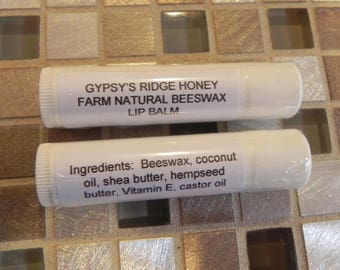 GYPSY'S RIDGE HONEY
FARM NATURAL BEESWAX
LIP BALM
Ingredients: Beeswax, coconut
oil, shea butter, hempseed
butter, Vitamin E, castor oil